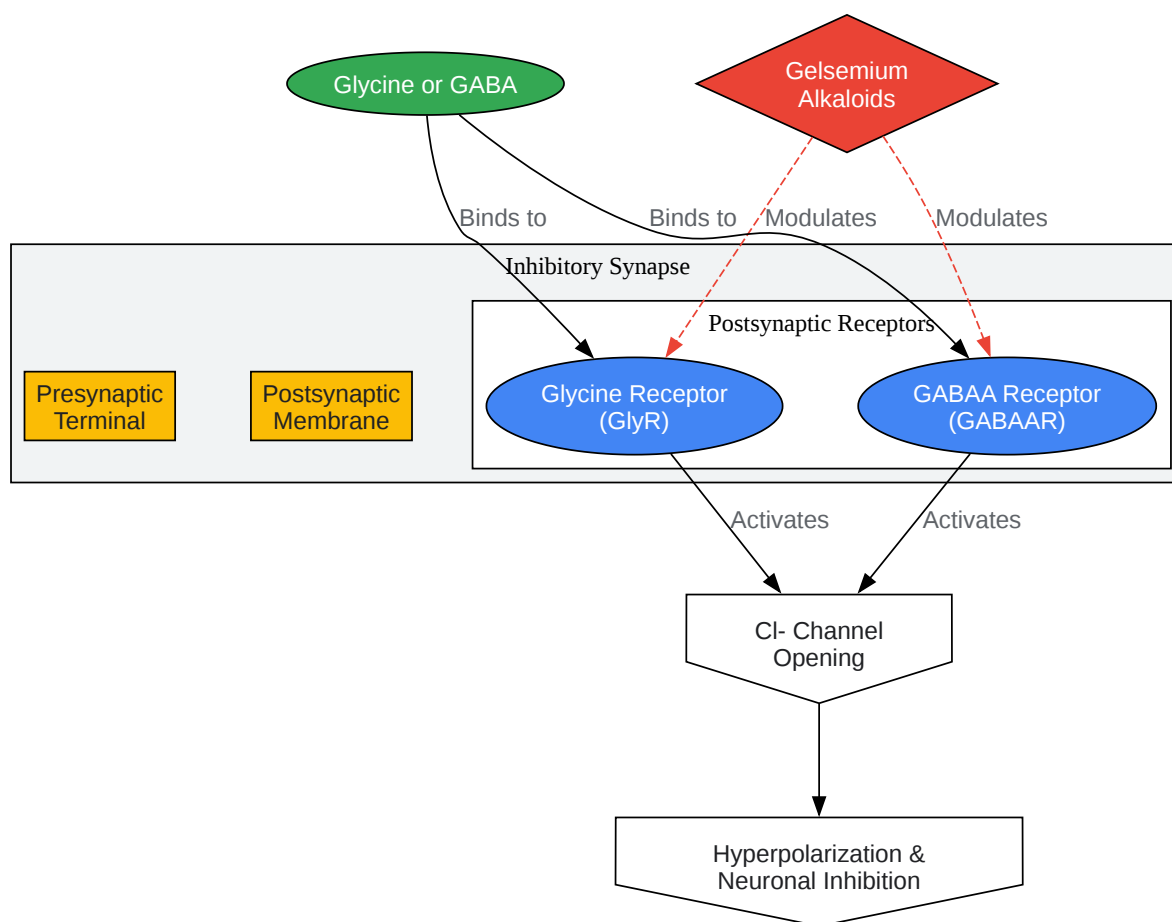 Glycine or GABA
Gelsemium
Alkaloids
Binds to
Binds to
Modulates
Modulates
Inhibitory Synapse
Postsynaptic Receptors
Presynaptic
Terminal
Postsynaptic
Membrane
Glycine Receptor
(GlyR)
GABAA Receptor
(GABAAR)
Activates
Activates
Cl- Channel
Opening
Hyperpolarization &
Neuronal Inhibition